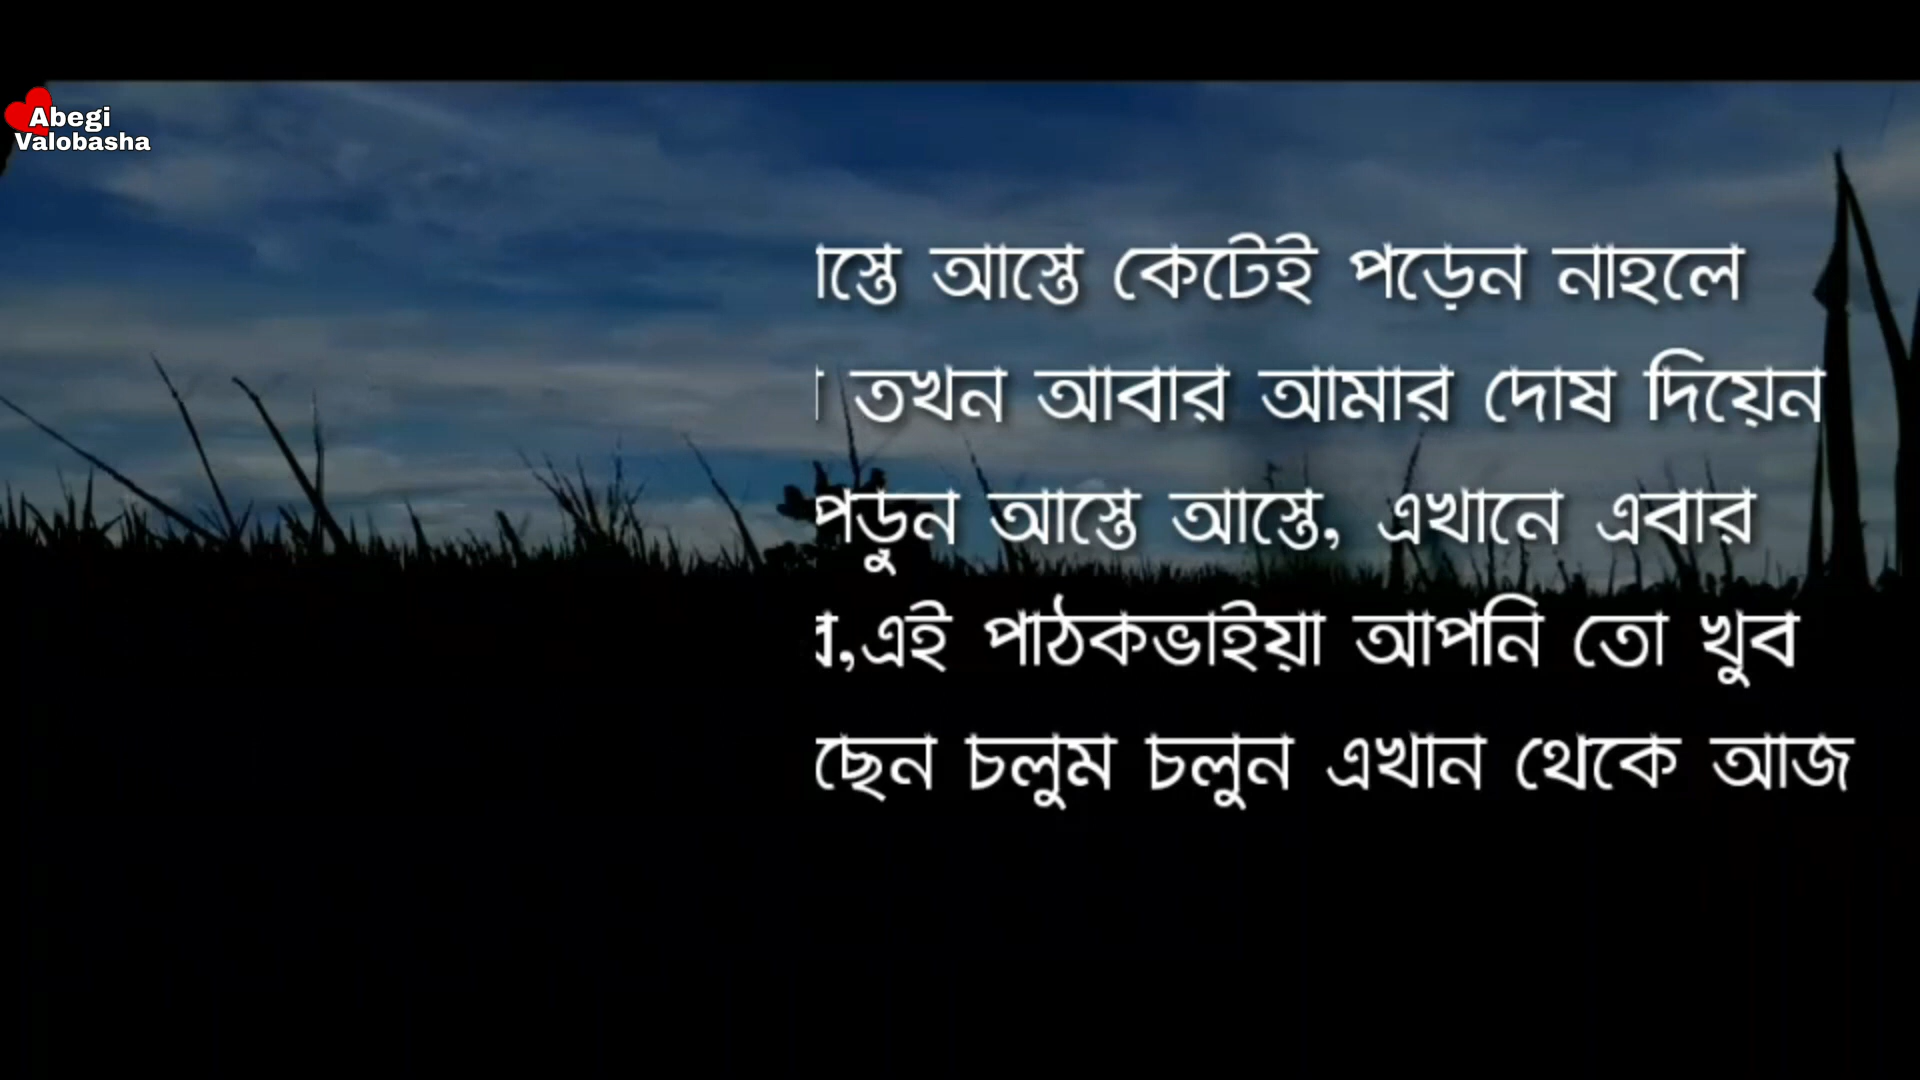 Abegi
Valobasha
আস্তে কেটেই পড়েন নাহলে
তখন আবার আমার দোষ দিয়েন
পড়ুন আস্তে আস্তে, এখানে এবার
এই পাঠকভাইয়া আপনি তো খুব
ছেন চলুম চলুন এখান থেকে আজ